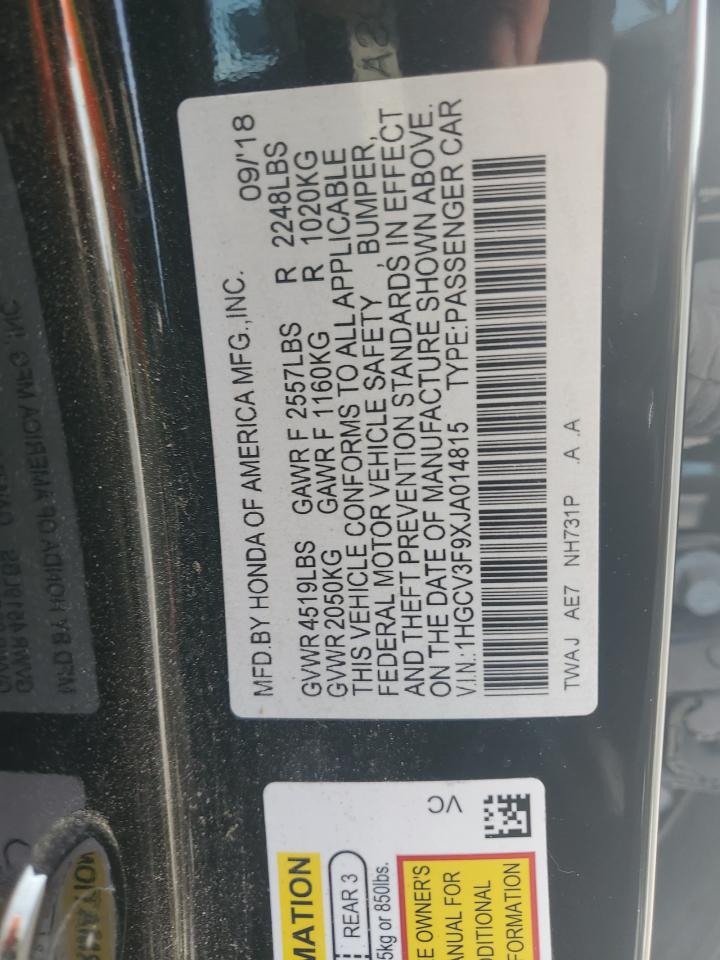 MFD.BY HONDA OF AMERICA MFG.,INC. 09/'18
GVWR 4519LBS GAWR F 2557LBS R 2248LBS
GVWR 2050KG GAWR F 1160KG R 1020KG
THIS VEHICLE CONFORMS TO ALL APPLICABLE
FEDERAL MOTOR VEHICLE SAFETY , BUMPER,
AND THEFT PREVENTION STANDARDS, IN EFFECT
ON THE DATE OF MANUFACTURE SHOWN ABOVE.
V.I.N.:1HGCV3F9XJA014815 TYPE:PASSENGER CAR
TWAJ AE7 NH731P .A .A
VC
MATION
REAR 3
5kg or 850lbs.
E OWNER'S
ANUAL FOR
DDITIONAL
FORMATION